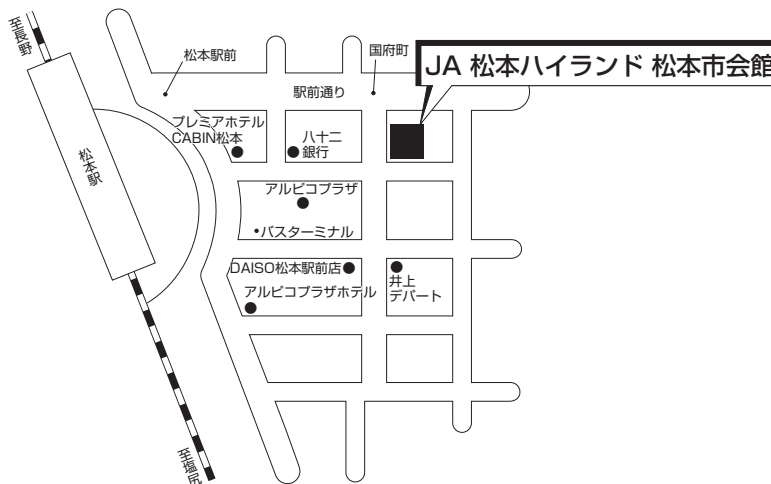 至長野
松本駅前
国府町
JA 松本ハイランド 松本市会館
駅前通り
プレミアホテル
CABIN松本
八十二
銀行
松本駅
アルピコプラザ
バスターミナル
DAISO松本駅前店
井上
デパート
アルピコプラザホテル
至塩尻